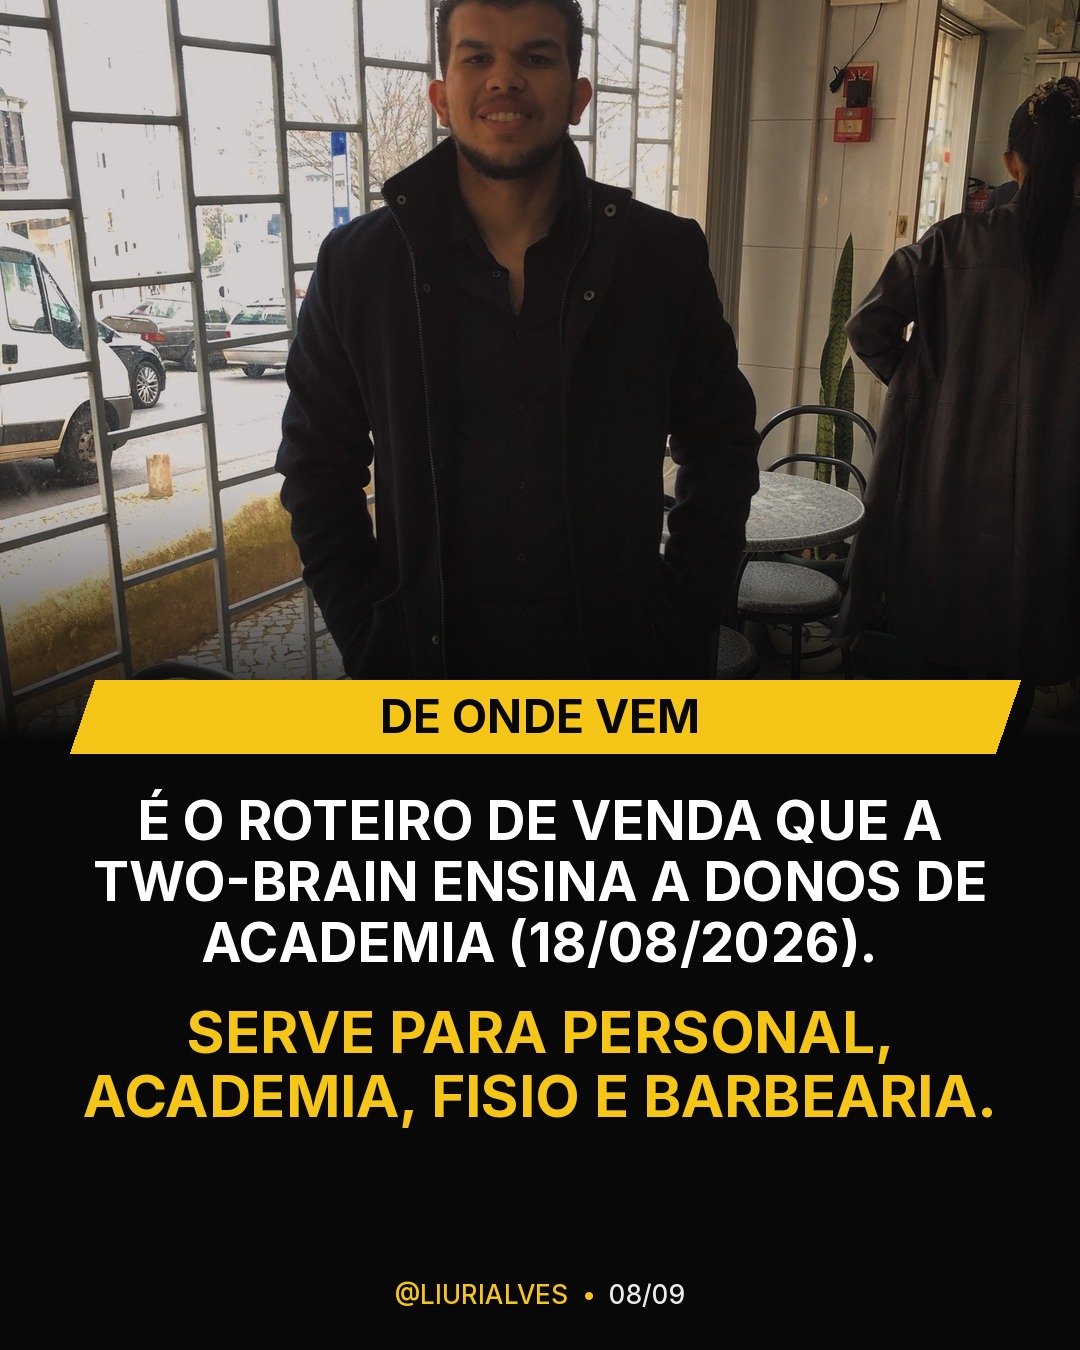 DE ONDE VEM
É O ROTEIRO DE VENDA QUE A
TWO-BRAIN ENSINA A DONOS DE
ACADEMIA (18/08/2026).
SERVE PARA PERSONAL,
ACADEMIA, FISIO E BARBEARIA.
@LIURIALVES • 08/09